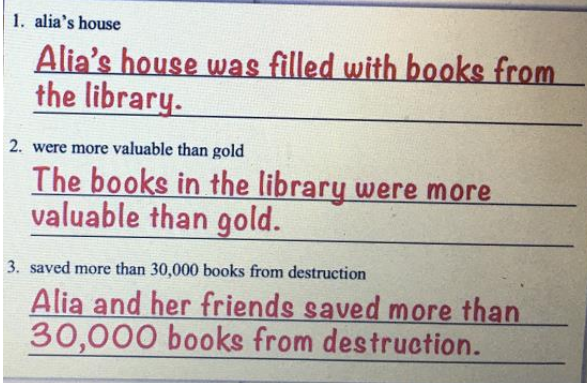 1. alia's house
Alia's house was filled with books from
the library.
2. were more valuable than gold
The books in the library were more
valuable than gold.
3. saved more than 30,000 books from destruction
Alia and her friends saved more than
30,000 books from destruction.